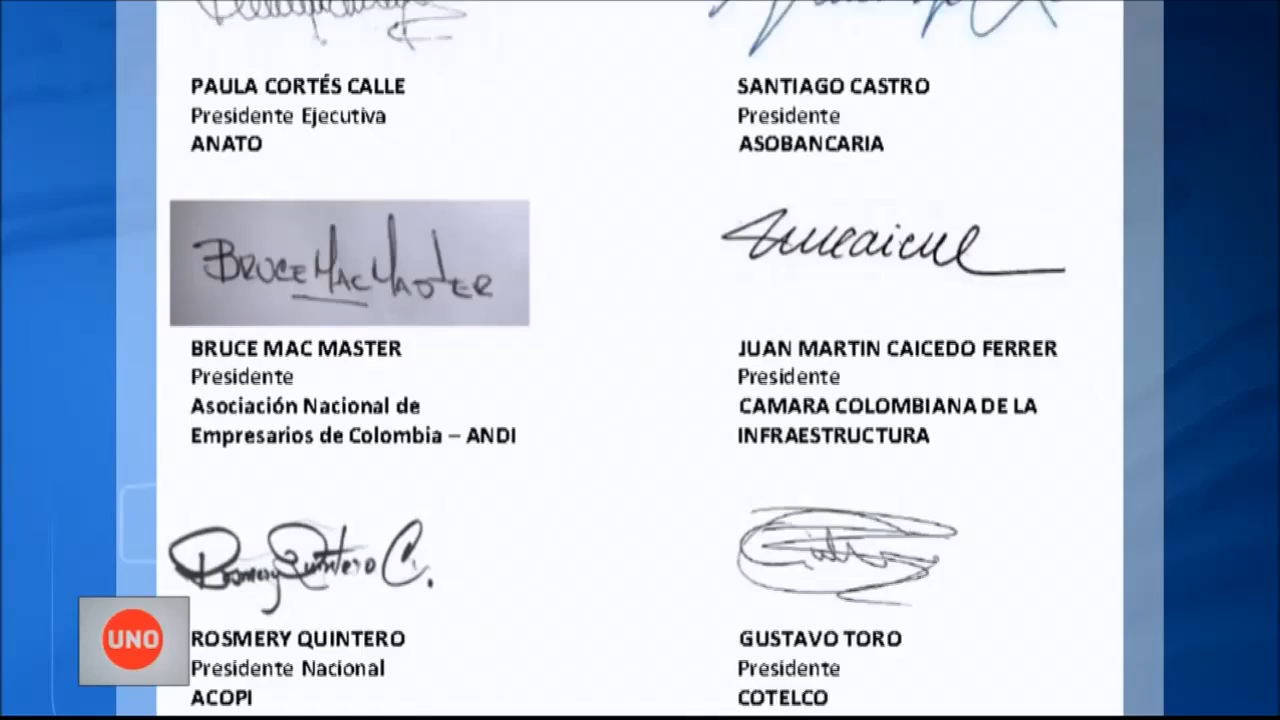 PAULA CORTÉS CALLE
Presidente Ejecutiva
ANATO
SANTIAGO CASTRO
Presidente
ASOBANCARIA
BRUCE MAC MASTER
BRUCE MAC MASTER
Presidente
Asociación Nacional de
Empresarios de Colombia – ANDI
JUAN MARTIN CAICEDO FERRER
Presidente
CAMARA COLOMBIANA DE LA
INFRAESTRUCTURA
Rosmery Quintero C.
ROSMERY QUINTERO
Presidente Nacional
ACOPI
GUSTAVO TORO
Presidente
COTELCO
UNO